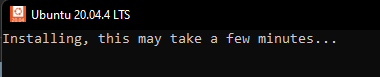 Ubuntu 20.04.4 LTS
Installing, this may take a few minutes...